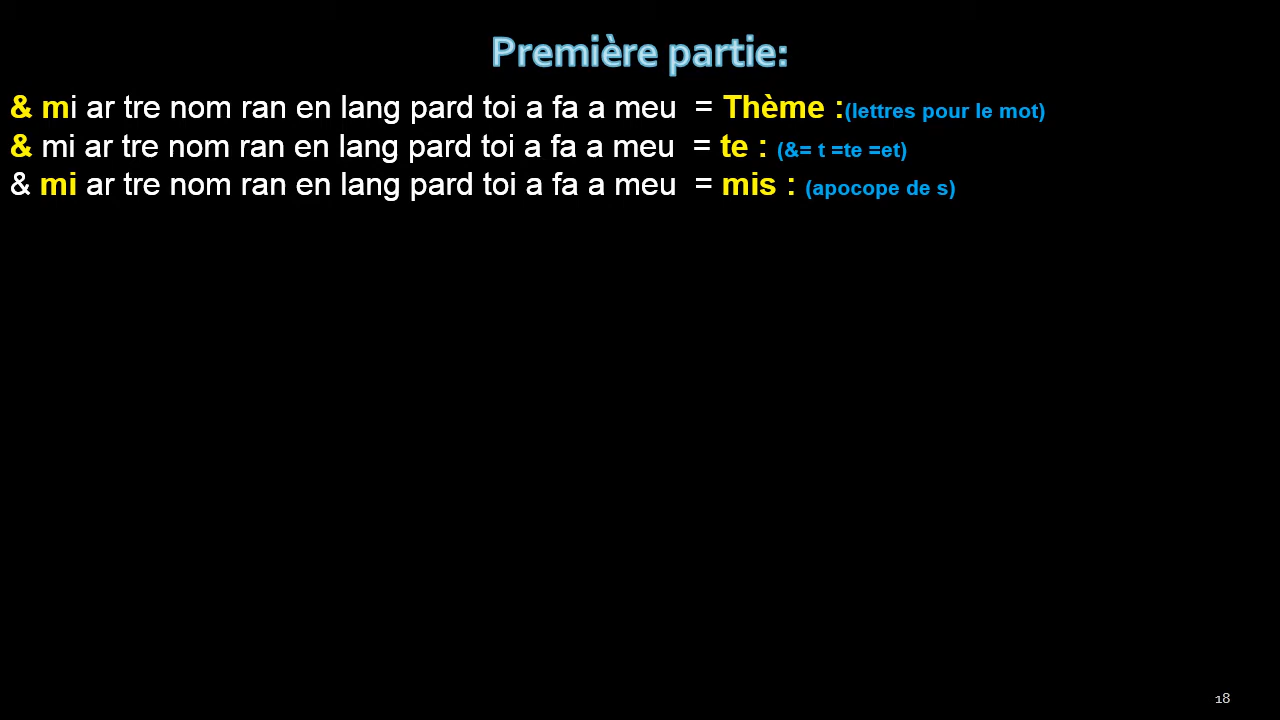 Première partie:
& mi ar tre nom ran en lang pard toi a fa a meu = Thème :(lettres pour le mot)
& mi ar tre nom ran en lang pard toi a fa a meu = te : (&= t =te =et)
& mi ar tre nom ran en lang pard toi a fa a meu = mis : (apocope de s)
18